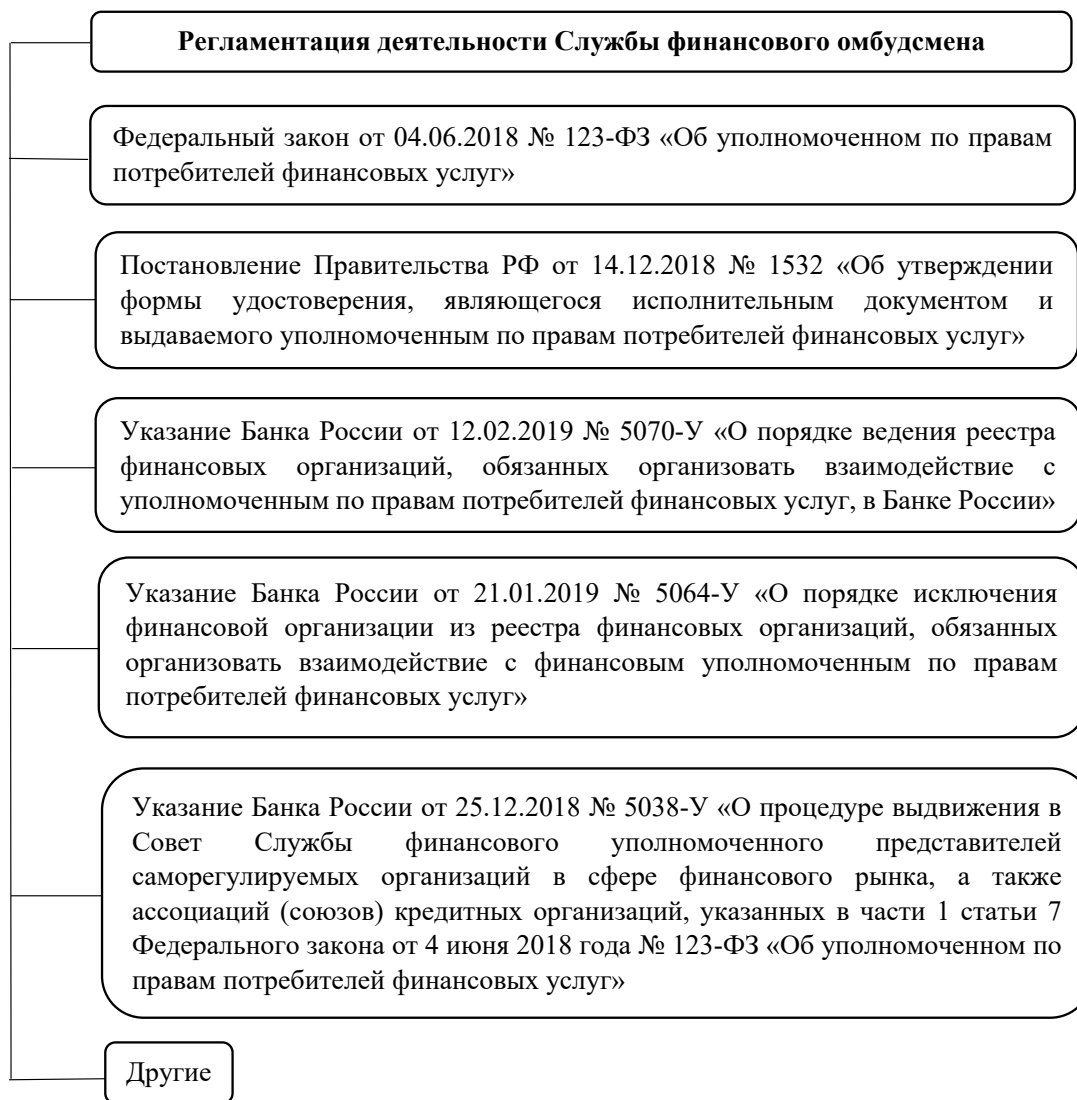 Регламентация деятельности Службы финансового омбудсмена
Федеральный закон от 04.06.2018 № 123-ФЗ «Об уполномоченном по правам
потребителей финансовых услуг»
Постановление Правительства РФ от 14.12.2018 № 1532 «Об утверждении
формы удостоверения, являющегося исполнительным документом и
выдаваемого уполномоченным по правам потребителей финансовых услуг»
Указание Банка России от 12.02.2019 № 5070-У «О порядке ведения реестра
финансовых организаций, обязанных организовать взаимодействие с
уполномоченным по правам потребителей финансовых услуг, в Банке России»
Указание Банка России от 21.01.2019 № 5064-У «О порядке исключения
финансовой организации из реестра финансовых организаций, обязанных
организовать взаимодействие с финансовым уполномоченным по правам
потребителей финансовых услуг»
Указание Банка России от 25.12.2018 № 5038-У «О процедуре выдвижения в
Совет Службы финансового уполномоченного представителей
саморегулируемых организаций в сфере финансового рынка, а также
ассоциаций (союзов) кредитных организаций, указанных в части 1 статьи 7
Федерального закона от 4 июня 2018 года № 123-ФЗ «Об уполномоченном по
правам потребителей финансовых услуг»
Другие